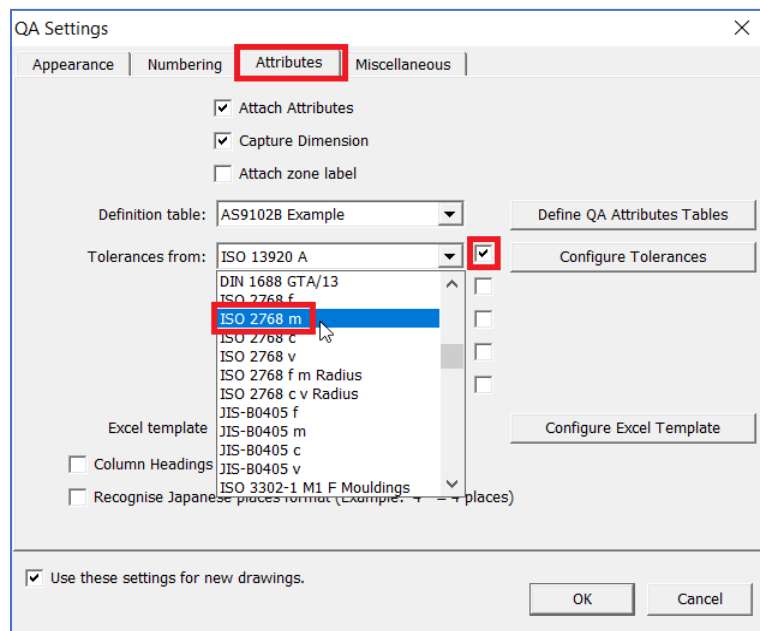 QA Settings
Appearance Numbering Attributes Miscellaneous
Attach Attributes
Capture Dimension
Attach zone label
Definition table: AS9102B Example Define QA Attributes Tables
Tolerances from: ISO 13920 A Configure Tolerances
DIN 1688 GTA/13
ISO 2768 f
ISO 2768 m
ISO 2768 c
ISO 2768 v
ISO 2768 f m Radius
ISO 2768 c v Radius
JIS-B0405 f
Excel template JIS-B0405 m Configure Excel Template
JIS-B0405 c
Column Headings JIS-B0405 v
ISO 3302-1 M1 F Mouldings
Recognise Japanese places format (Example: 4 = 4 places)
Use these settings for new drawings.
OK Cancel